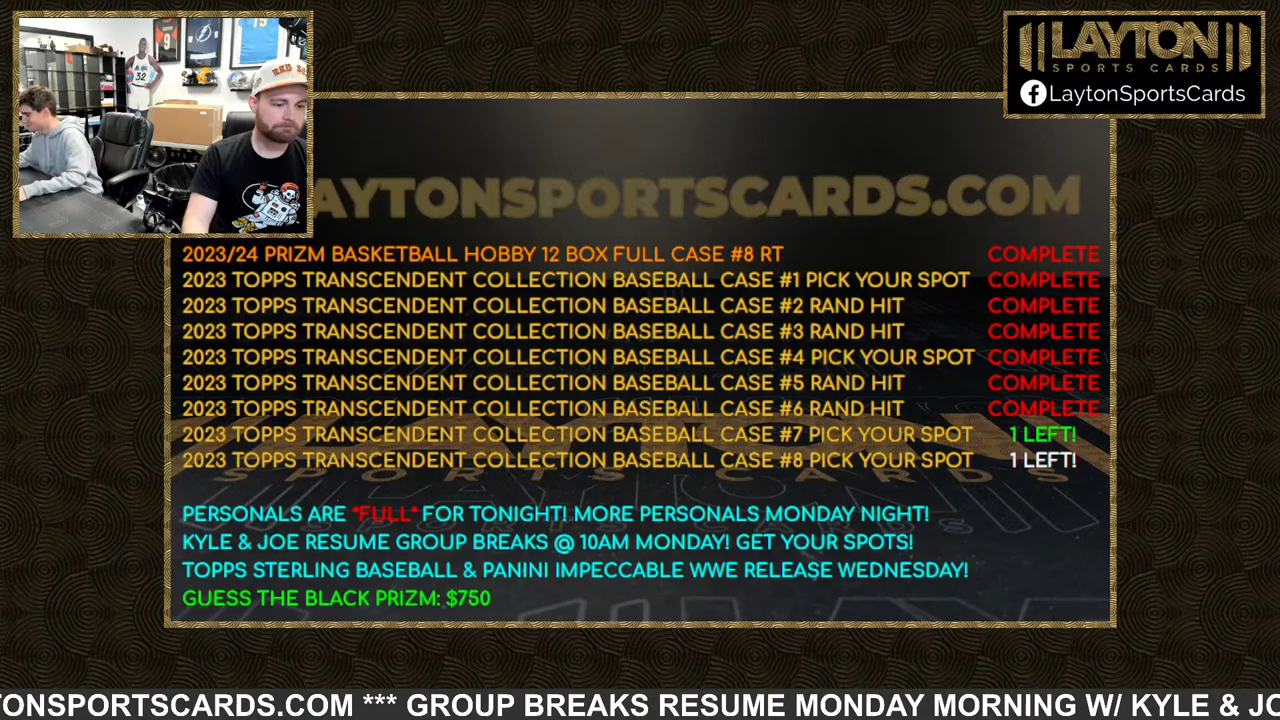 LAYTON
SPORTS CARDS
LaytonSportsCards
AYTONSPORTSCARDS.COM
2023/24 PRIZM BASKETBALL HOBBY 12 BOX FULL CASE #8 RT COMPLETE
2023 TOPPS TRANSCENDENT COLLECTION BASEBALL CASE #1 PICK YOUR SPOT COMPLETE
2023 TOPPS TRANSCENDENT COLLECTION BASEBALL CASE #2 RAND HIT COMPLETE
2023 TOPPS TRANSCENDENT COLLECTION BASEBALL CASE #3 RAND HIT COMPLETE
2023 TOPPS TRANSCENDENT COLLECTION BASEBALL CASE #4 PICK YOUR SPOT COMPLETE
2023 TOPPS TRANSCENDENT COLLECTION BASEBALL CASE #5 RAND HIT COMPLETE
2023 TOPPS TRANSCENDENT COLLECTION BASEBALL CASE #6 RAND HIT COMPLETE
2023 TOPPS TRANSCENDENT COLLECTION BASEBALL CASE #7 PICK YOUR SPOT 1 LEFT!
2023 TOPPS TRANSCENDENT COLLECTION BASEBALL CASE #8 PICK YOUR SPOT 1 LEFT!
SPORTS CARDS
PERSONALS ARE *FULL* FOR TONIGHT! MORE PERSONALS MONDAY NIGHT!
KYLE & JOE RESUME GROUP BREAKS @ 10AM MONDAY! GET YOUR SPOTS!
TOPPS STERLING BASEBALL & PANINI IMPECCABLE WWE RELEASE WEDNESDAY!
GUESS THE BLACK PRIZM: $750
TONSPORTSCARDS.COM *** GROUP BREAKS RESUME MONDAY MORNING W/ KYLE & JO